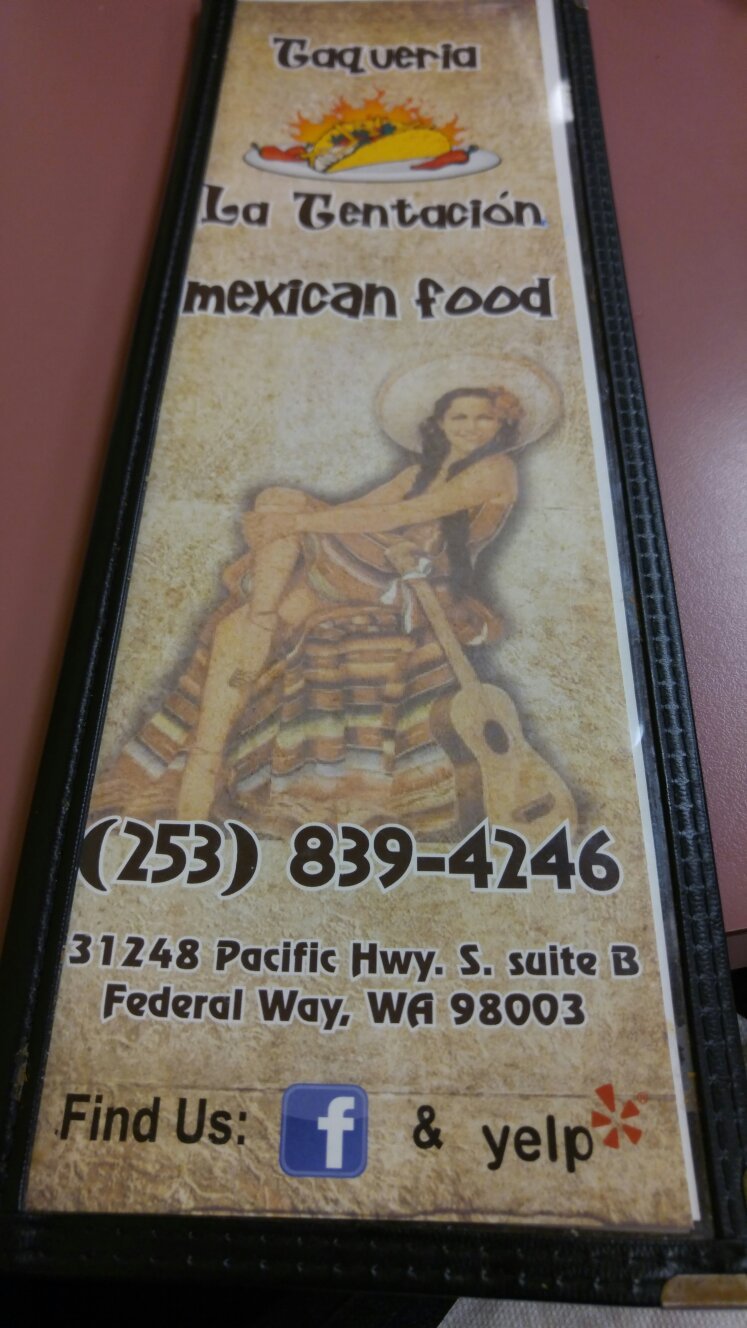 Taqueria
La Tentación
mexican food
(253) 839-4246
31248 Pacific Hwy. S. suite B
Federal Way, WA 98003
Find Us: f & yelp